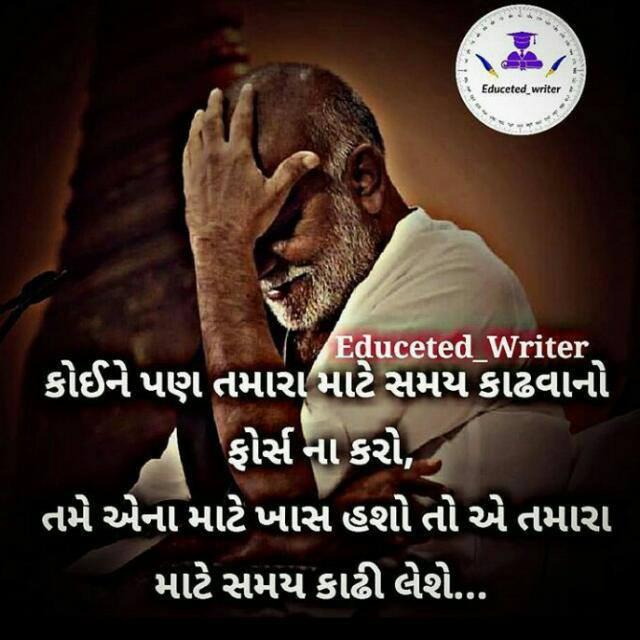 Educeted_writer
Educeted_Writer
કોઈને પણ તમારા માટે સમય કાઢવાનો
ફોર્સ ના કરો,
તમે એના માટે ખાસ હશો તો એ તમારા
માટે સમય કાઢી લેશે...